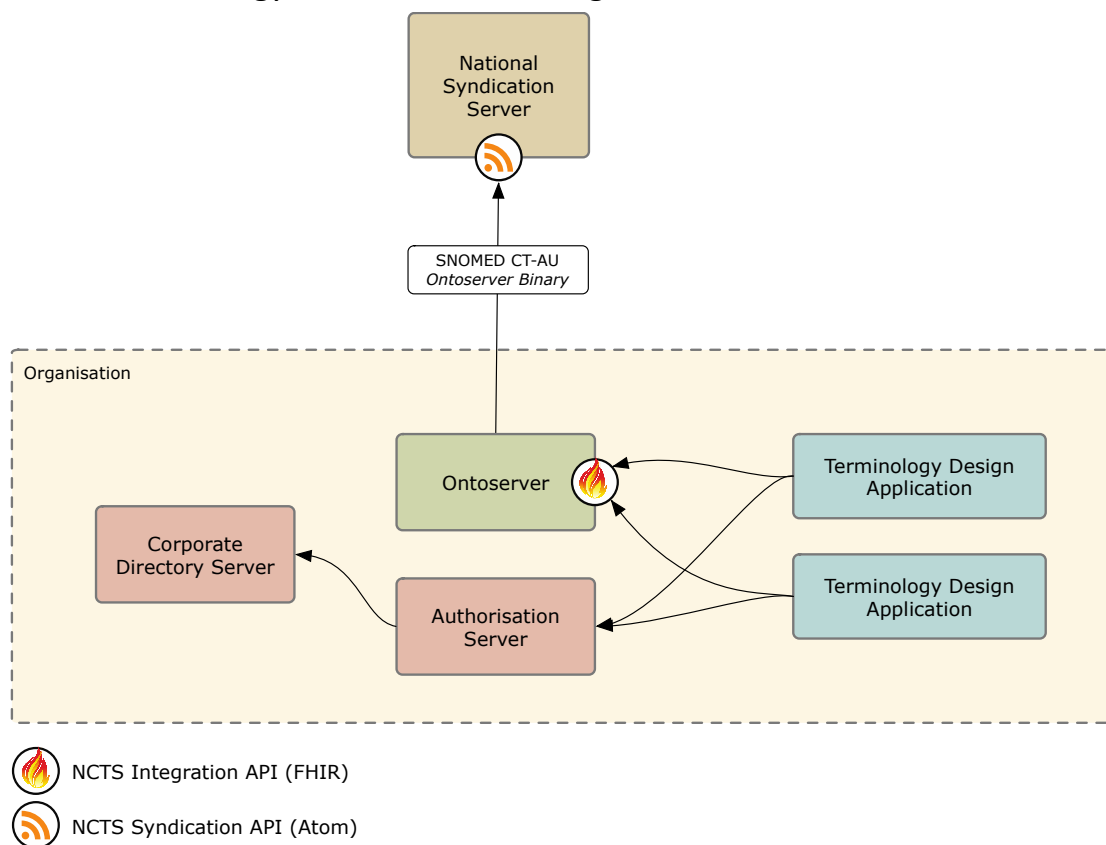 National
Syndication
Server
SNOMED CT-AU
Ontoserver Binary
Organisation
Ontoserver
Terminology Design
Application
Corporate
Directory Server
Authorisation
Server
Terminology Design
Application
NCTS Integration API (FHIR)
NCTS Syndication API (Atom)